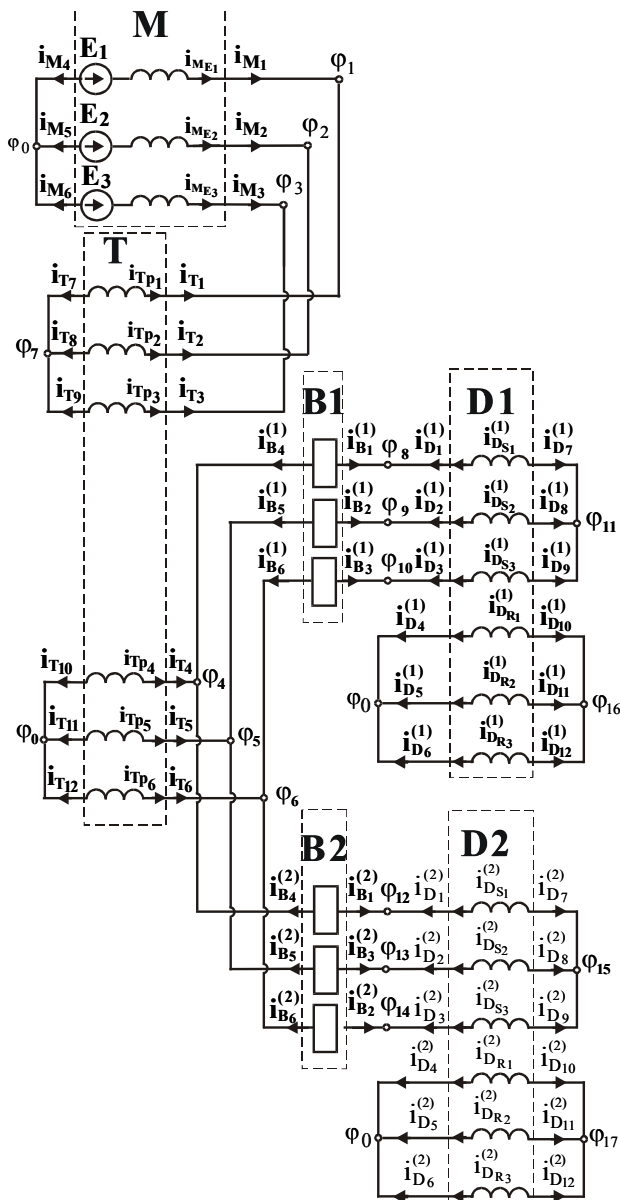 M
i_M4 E1 i_ME1 i_M1 φ1
i_M5 E2 i_ME2 i_M2 φ2
φ0
i_M6 E3 i_ME3 i_M3 φ3
T
i_T7 i_Tp1 i_T1
i_T8 i_Tp2 i_T2
φ7
i_T9 i_Tp3 i_T3
B1 D1
i_B4^(1) i_B1^(1) φ8 i_D1^(1) i_DS1^(1) i_D7^(1)
i_B5^(1) i_B2^(1) φ9 i_D2^(1) i_DS2^(1) i_D8^(1)
φ11
i_B6^(1) i_B3^(1) φ10 i_D3^(1) i_DS3^(1) i_D9^(1)
i_D4^(1) i_DR1^(1) i_D10^(1)
i_D5^(1) i_DR2^(1) i_D11^(1)
φ0 φ16
i_D6^(1) i_DR3^(1) i_D12^(1)
i_T10 i_Tp4 i_T4 φ4
i_T11 i_Tp5 i_T5 φ5
φ0
i_T12 i_Tp6 i_T6 φ6
B2 D2
i_B4^(2) i_B1^(2) φ12 i_D1^(2) i_DS1^(2) i_D7^(2)
i_B5^(2) i_B3^(2) φ13 i_D2^(2) i_DS2^(2) i_D8^(2)
φ15
i_B6^(2) i_B2^(2) φ14 i_D3^(2) i_DS3^(2) i_D9^(2)
i_D4^(2) i_DR1^(2) i_D10^(2)
i_D5^(2) i_DR2^(2) i_D11^(2)
φ0 φ17
i_D6^(2) i_DR3^(2) i_D12^(2)